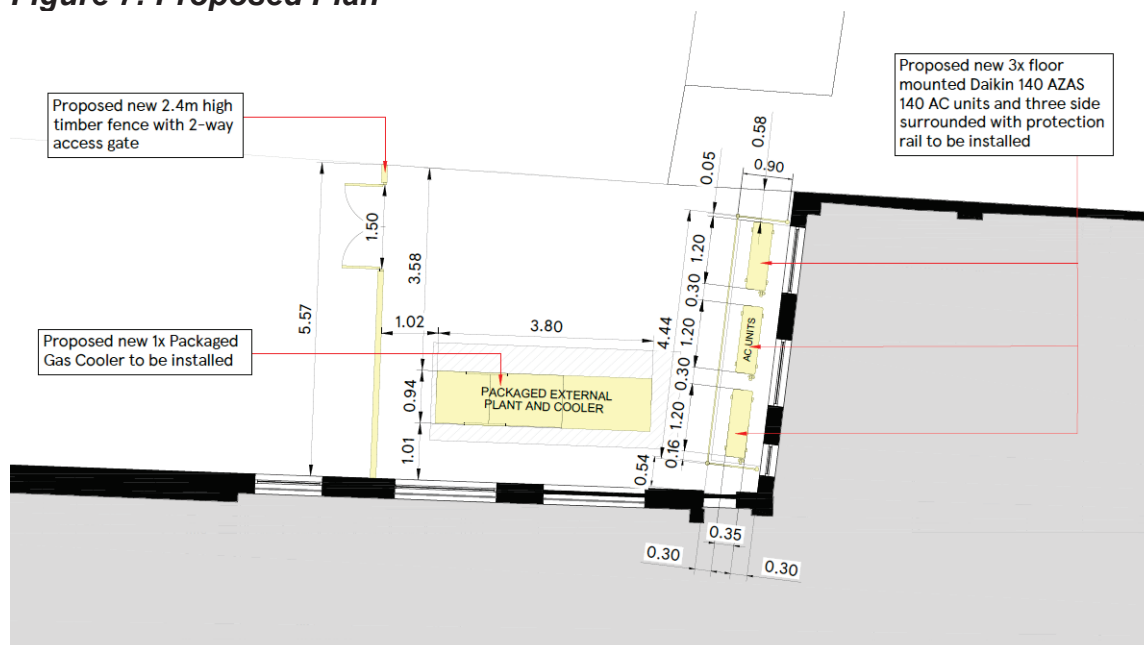 Figure 7: Proposed Plan
Proposed new 2.4m high
timber fence with 2-way
access gate
Proposed new 3x floor
mounted Daikin 140 AZAS
140 AC units and three side
surrounded with protection
rail to be installed
0.58
0.90
0.05
1.50
1.20
3.58
5.57
0.30
1.02
3.80
4.44
1.20
AC UNITS
Proposed new 1x Packaged
Gas Cooler to be installed
0.30
PACKAGED EXTERNAL
PLANT AND COOLER
0.94
1.20
1.01
0.16
0.54
0.35
0.30
0.30